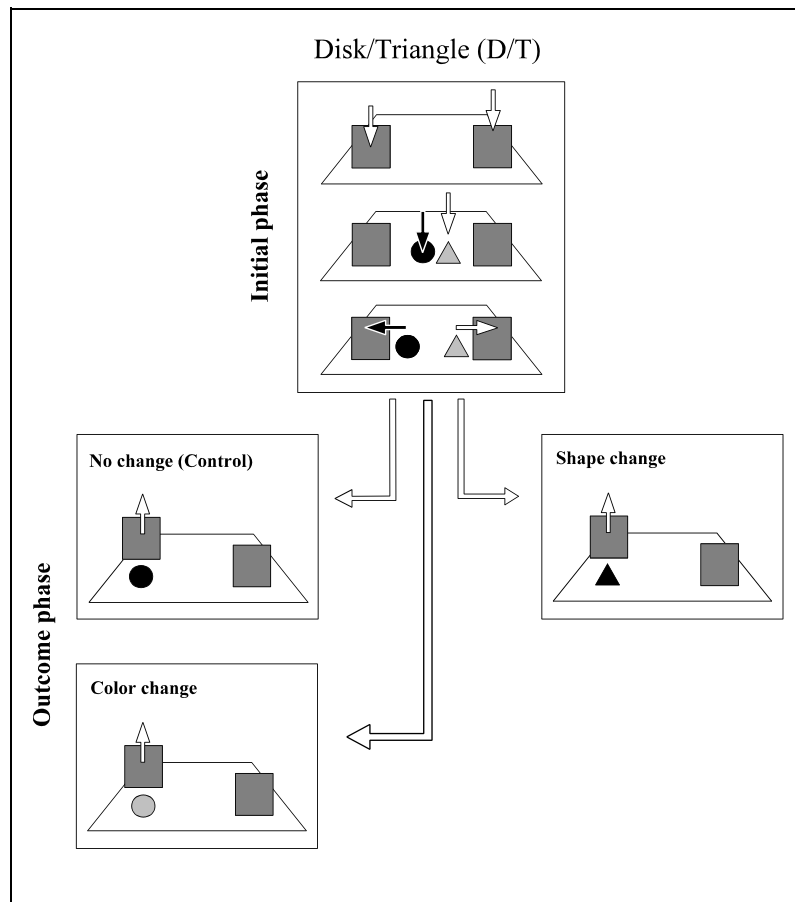 Disk/Triangle (D/T)
Initial phase
No change (Control)
Shape change
Outcome phase
Color change